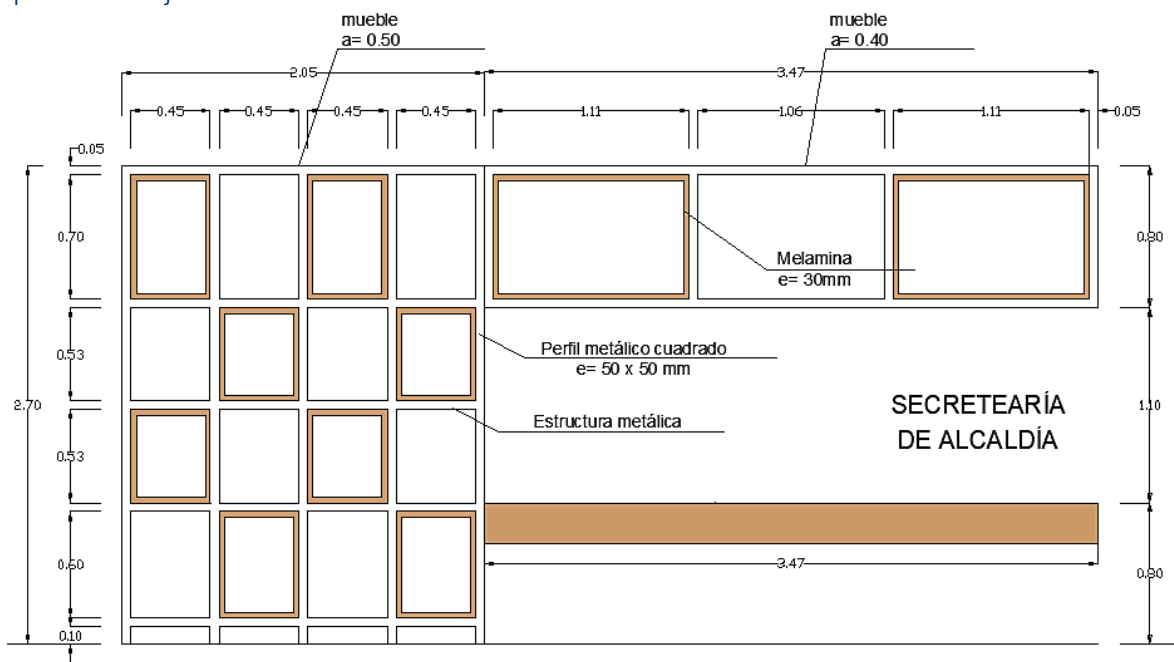 mueble
a= 0.50
mueble
a= 0.40
2.05
3.47
0.45
0.45
0.45
0.45
1.11
1.06
1.11
0.05
0.05
0.70
0.80
Melamina
e= 30mm
0.53
Perfil metálico cuadrado
e= 50 x 50 mm
2.70
1.10
SECRETEARÍA
DE ALCALDÍA
Estructura metálica
0.53
0.60
3.47
0.80
0.10